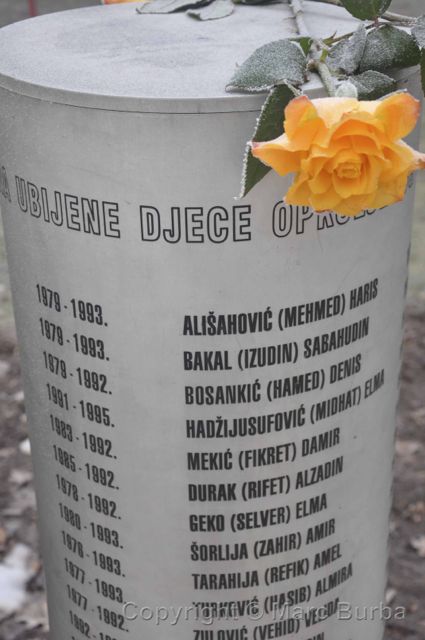 UBIJENE DJECE
1979 - 1993. ALIŠAHOVIĆ (MEHMED) HARIS
1979 - 1993. BAKAL (IZUDIN) SABAHUDIN
1979 - 1992. BOSANKIĆ (HAMED) DENIS
1991 - 1995. HADŽIJUSUFOVIĆ (MIDHAT) ELMA
1983 - 1992. MEKIĆ (FIKRET) DAMIR
1985 - 1992. DURAK (RIFET) ALZADIN
1978 - 1992. GEKO (SELVER) ELMA
1980 - 1993. ŠORLIJA (ZAHIR) AMIR
1976 - 1993. TARAHIJA (REFIK) AMEL
1977 - 1993. (HASIB) ALMIRA
1977 - 1992. ZULOVIĆ (VEHID)
Copyright © Marc Burba